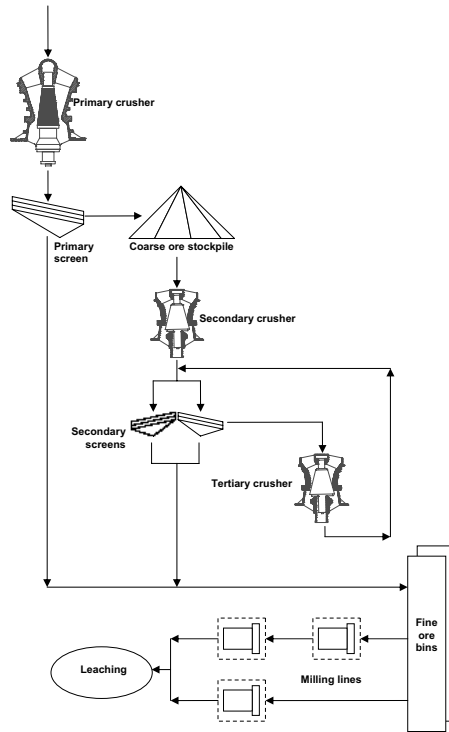 Primary crusher
Primary
screen
Coarse ore stockpile
Secondary crusher
Secondary
screens
Tertiary crusher
Fine
ore
bins
Leaching
Milling lines